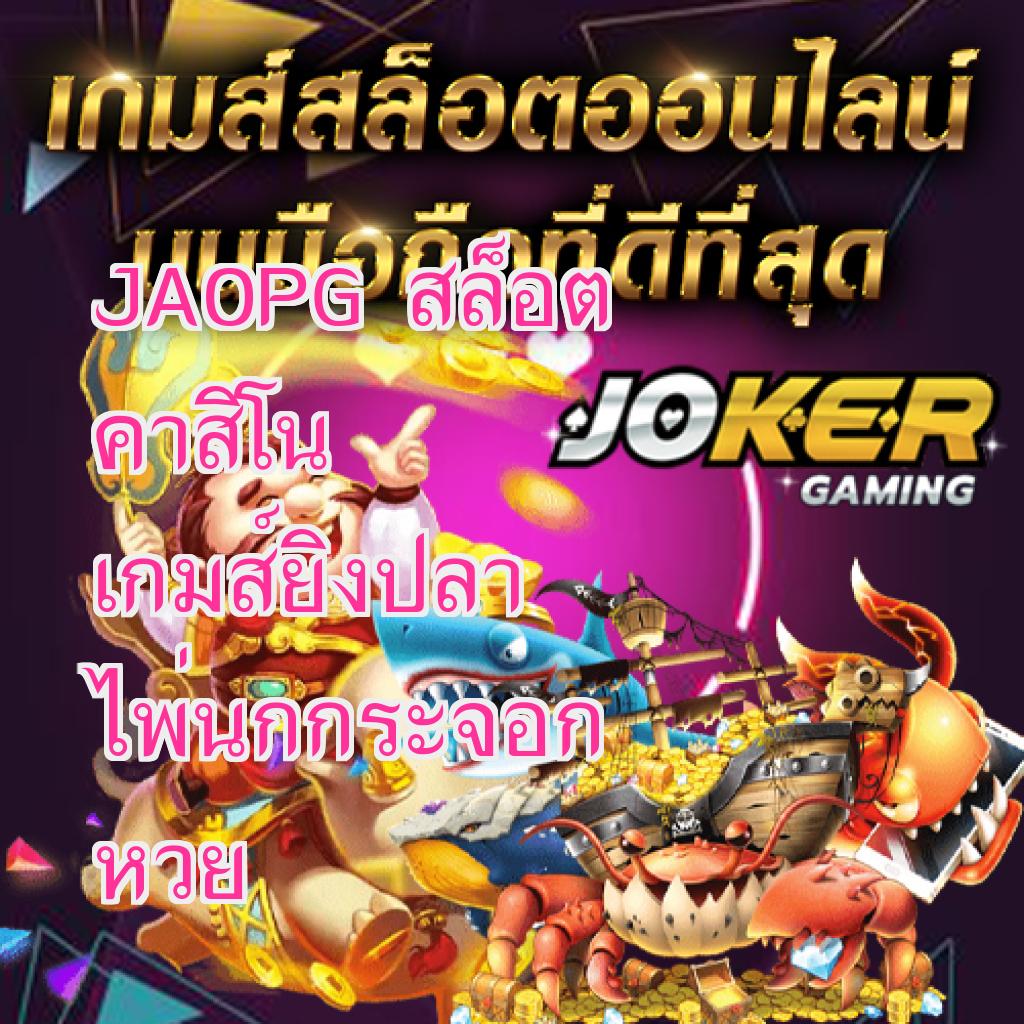 เกมส์สล็อตออนไลน์
บนมือถือที่ดีที่สุด
JAOPG สล็อต
JOKER
คาสิโน
GAMING
เกมส์ยิงปลา
ไพ่นกกระจอก
หวย